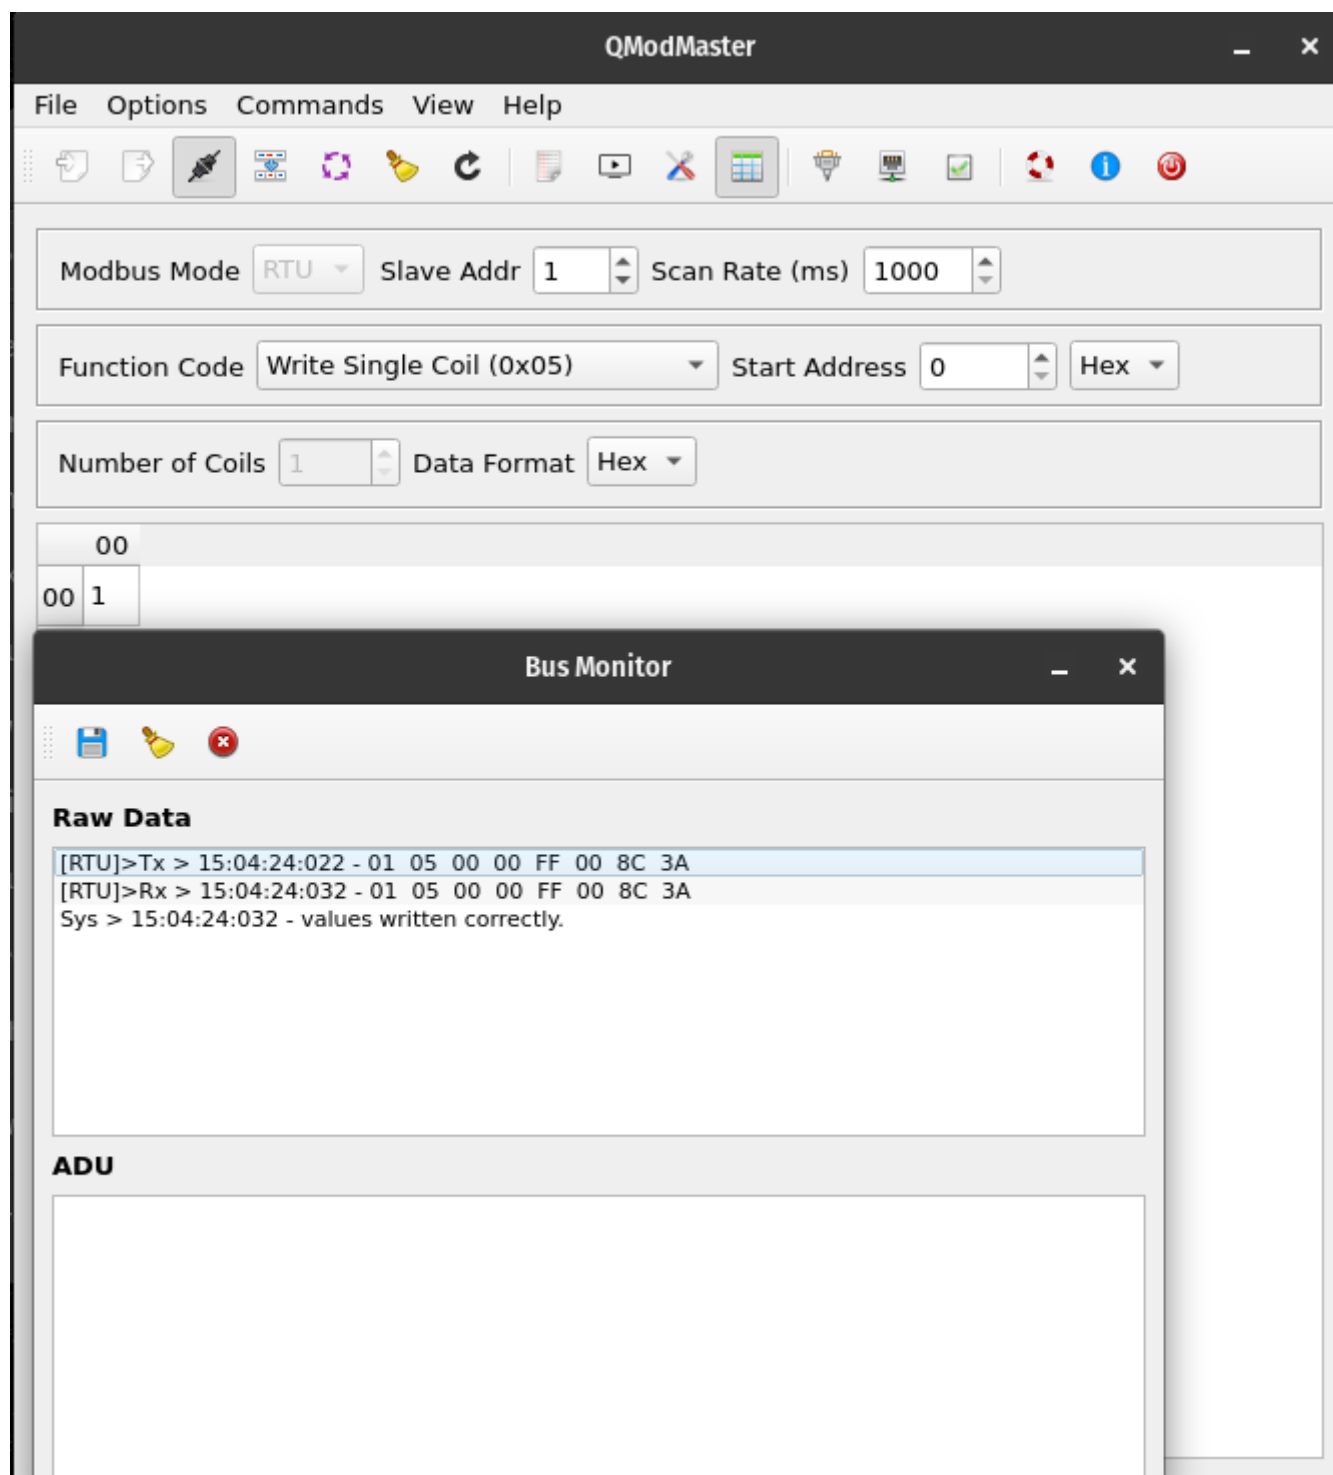 QModMaster
File Options Commands View Help
Modbus Mode RTU Slave Addr 1 Scan Rate (ms) 1000
Function Code Write Single Coil (0x05) Start Address 0 Hex
Number of Coils 1 Data Format Hex
00
00 1
Bus Monitor
Raw Data
[RTU]>Tx > 15:04:24:022 - 01 05 00 00 FF 00 8C 3A
[RTU]>Rx > 15:04:24:032 - 01 05 00 00 FF 00 8C 3A
Sys > 15:04:24:032 - values written correctly.
ADU